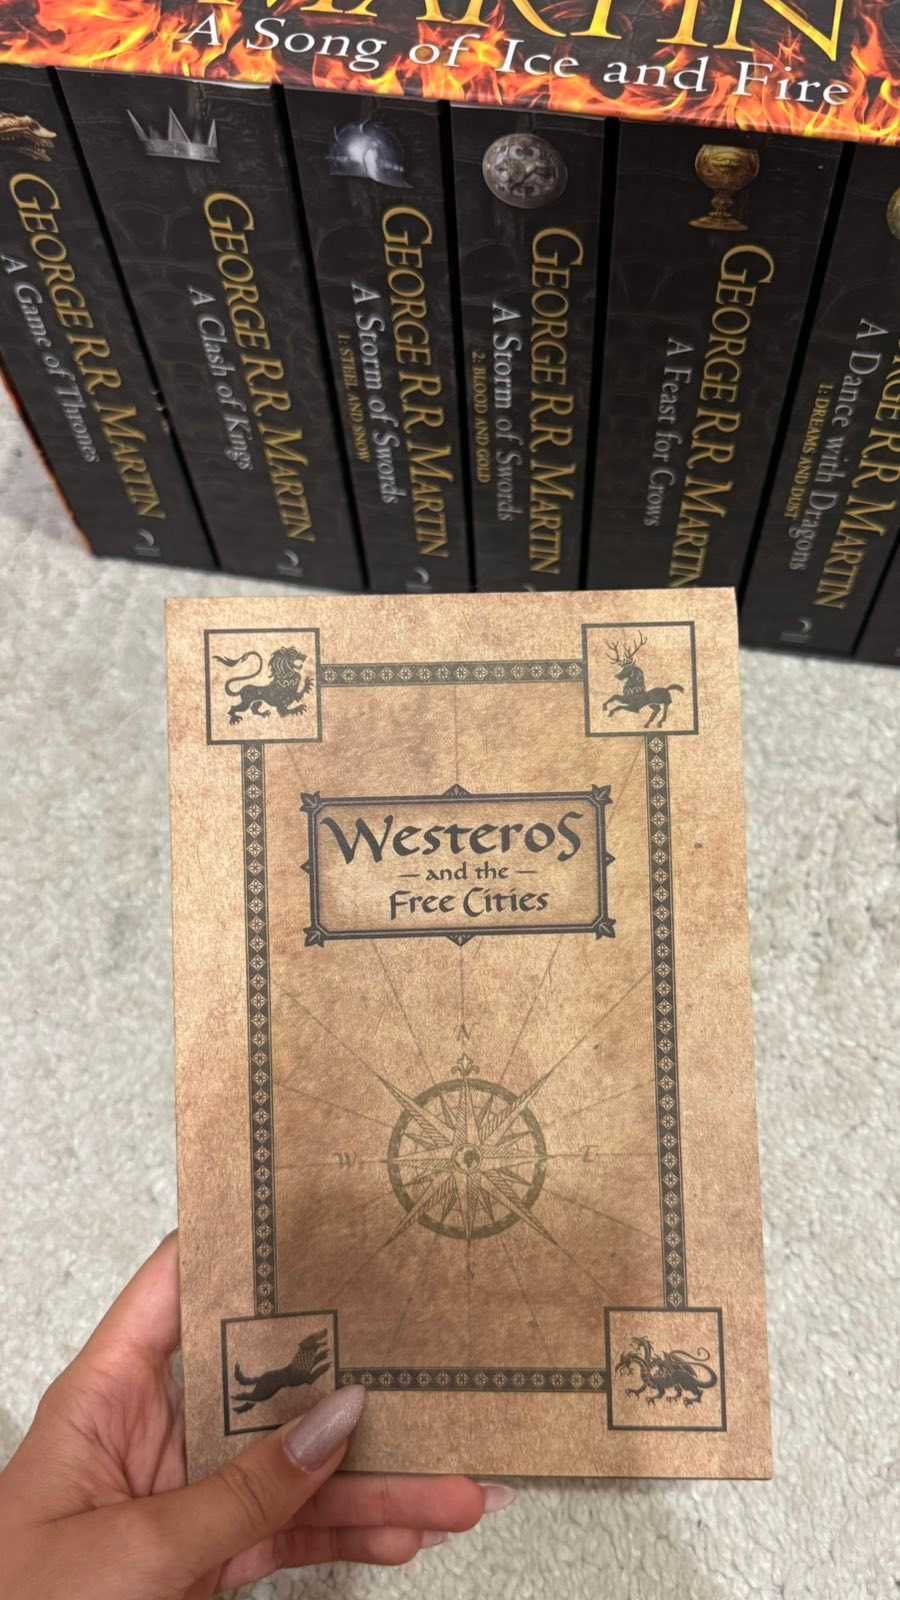 MARTIN
A Song of Ice and Fire
GEORGE R.R. MARTIN
A Game of Thrones
GEORGE R.R. MARTIN
A Clash of Kings
GEORGE R.R. MARTIN
A Storm of Swords
1: STEEL AND SNOW
GEORGE R.R. MARTIN
A Storm of Swords
2: BLOOD AND GOLD
GEORGE R.R. MARTIN
A Feast for Crows
RGE R.R. MARTIN
A Dance with Dragons
1: DREAMS AND DUST
Westeros
— and the —
Free Cities
N
W
E
S